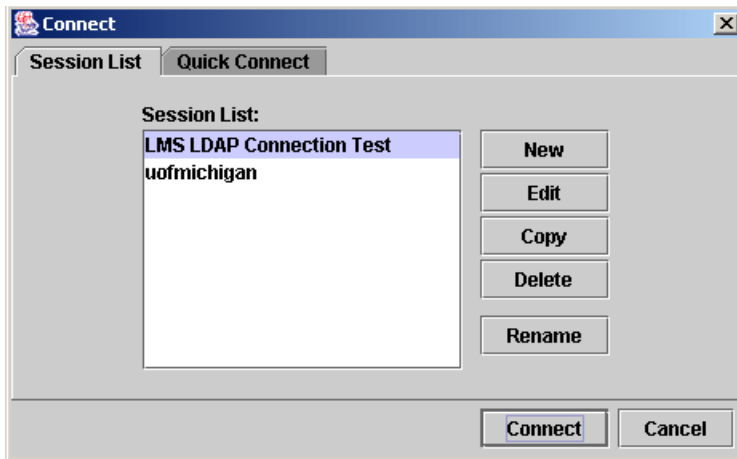 Connect
Session List
Quick Connect
Session List:
LMS LDAP Connection Test
uofmichigan
New
Edit
Copy
Delete
Rename
Connect
Cancel